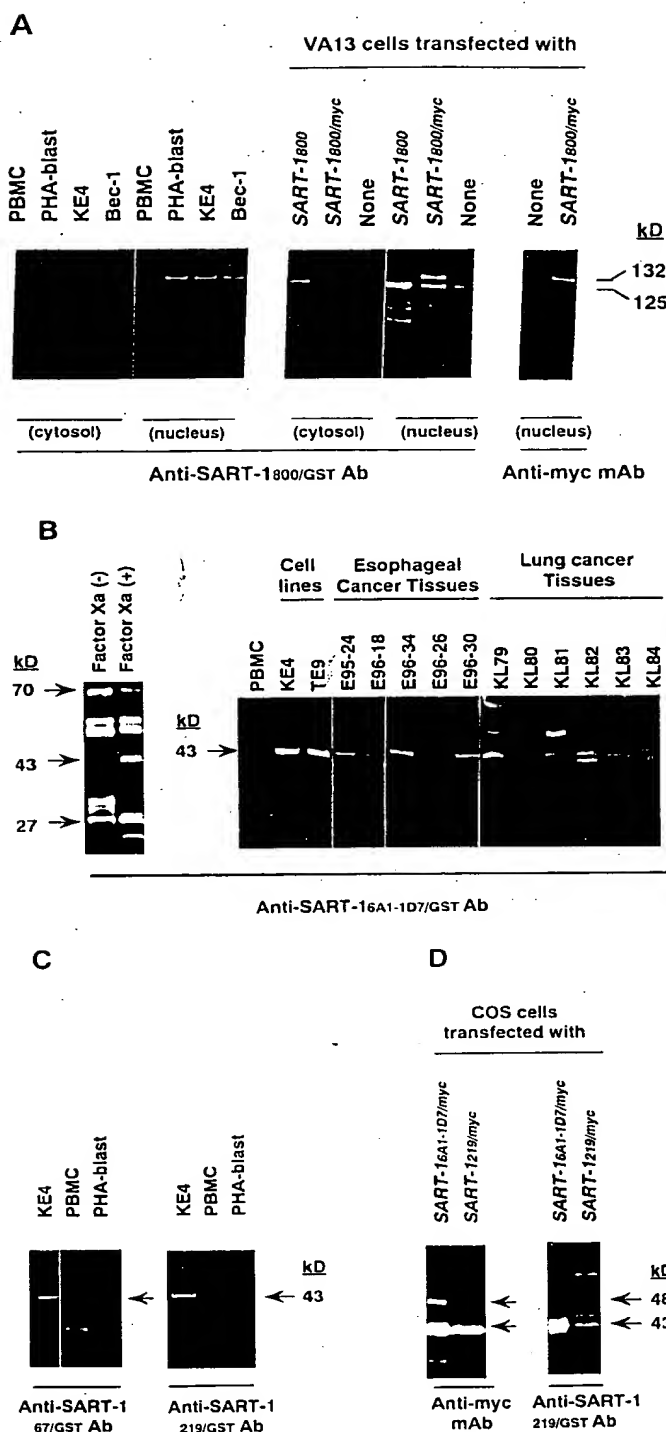 A
VA13 cells transfected with
PBMC
PHA-blast
KE4
Bec-1
PBMC
PHA-blast
KE4
Bec-1
SART-1800
SART-1800/myc
None
SART-1800
SART-1800/myc
None
None
SART-1800/myc
kD
132
125
(cytosol) (nucleus) (cytosol) (nucleus) (nucleus)
Anti-SART-1800/GST Ab Anti-myc mAb
B
Cell lines
Esophageal Cancer Tissues
Lung cancer Tissues
Factor Xa (-)
Factor Xa (+)
PBMC
KE4
TE9
E95-24
E96-18
E96-34
E96-26
E96-30
KL79
KL80
KL81
KL82
KL83
KL84
kD
70
43
27
kD
43
Anti-SART-16A1-1D7/GST Ab
C
KE4
PBMC
PHA-blast
KE4
PBMC
PHA-blast
kD
43
Anti-SART-1
67/GST Ab
Anti-SART-1
219/GST Ab
D
COS cells
transfected with
SART-16A1-1D7/myc
SART-1219/myc
SART-16A1-1D7/myc
SART-1219/myc
kD
48
43
Anti-myc
mAb
Anti-SART-1
219/GST Ab